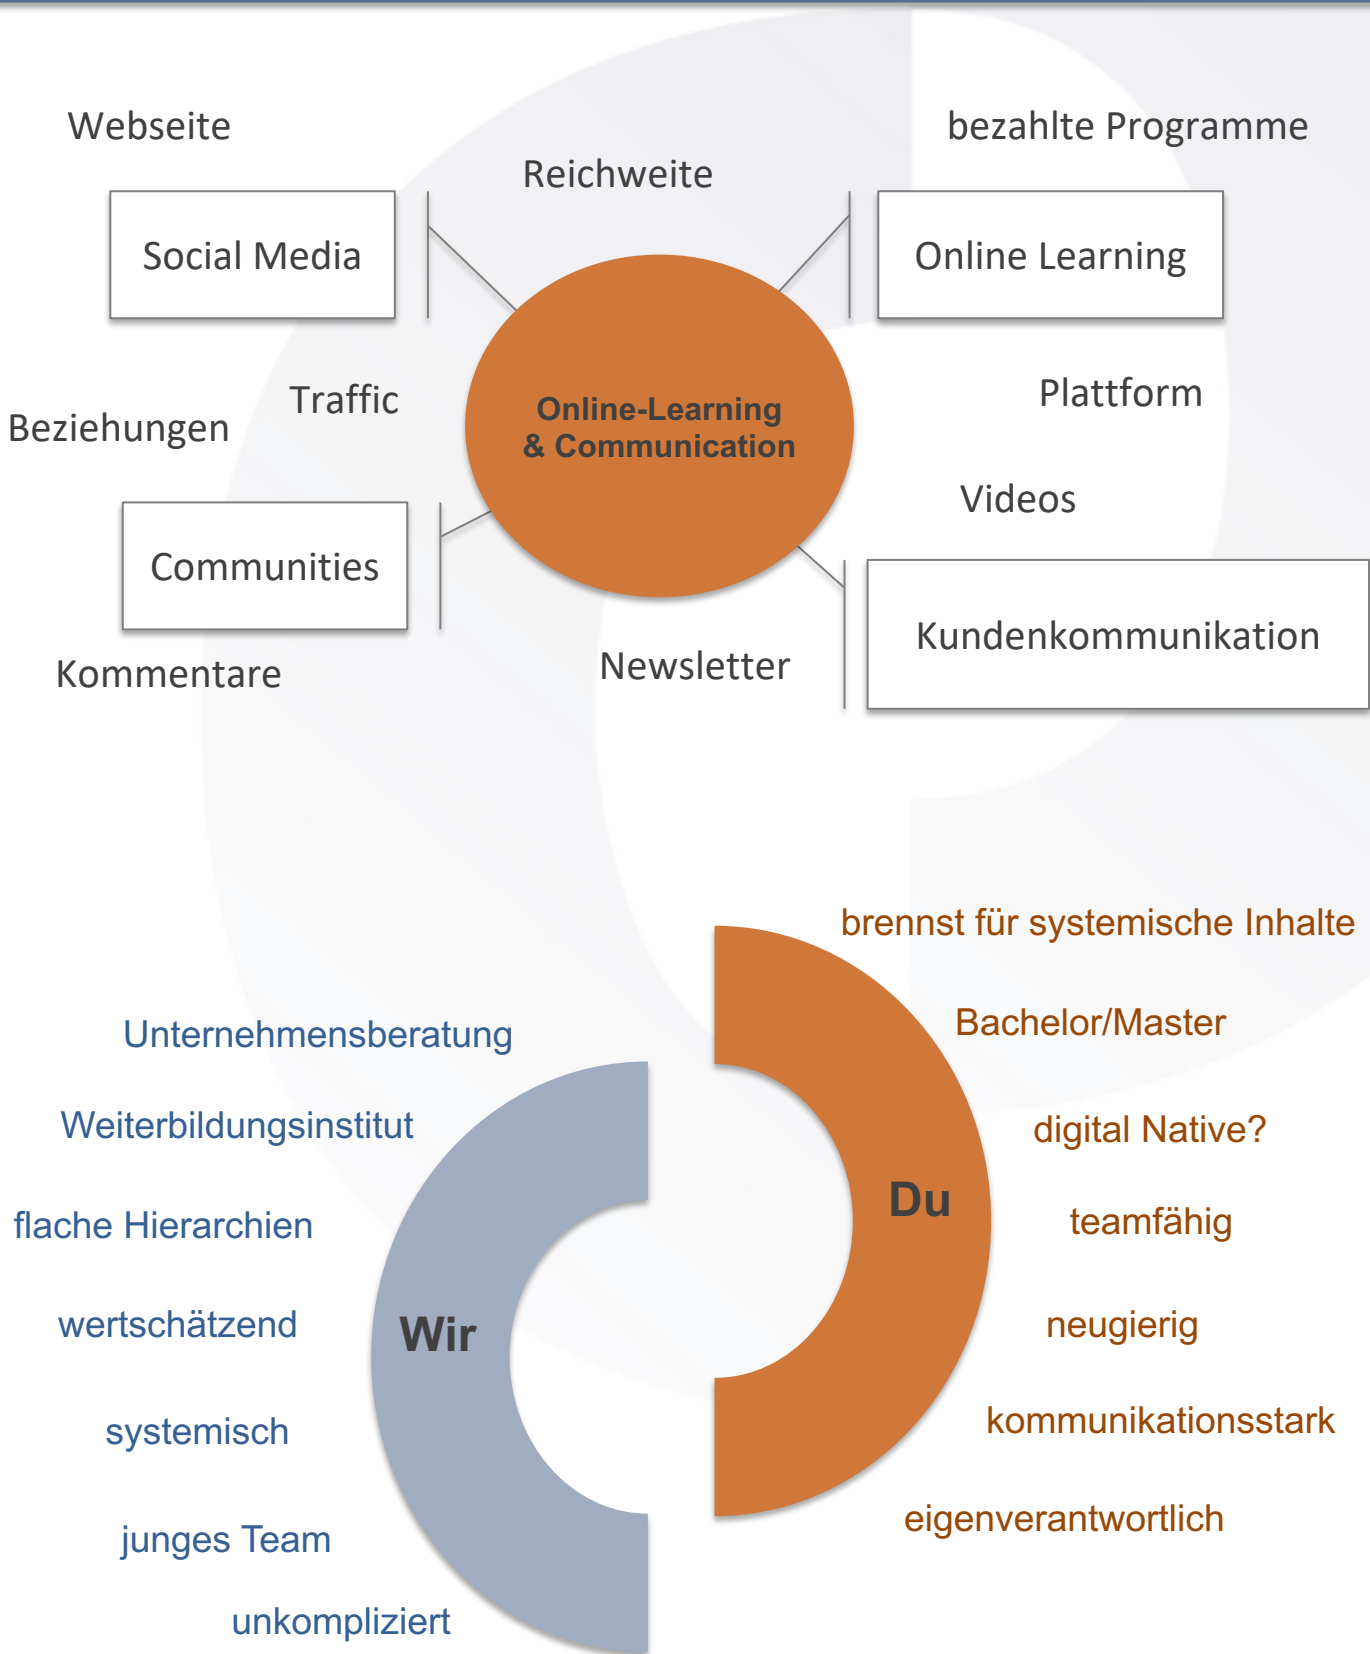 Webseite
bezahlte Programme
Reichweite
Social Media
Online Learning
Traffic
Plattform
Beziehungen
Online-Learning
& Communication
Videos
Communities
Kundenkommunikation
Kommentare
Newsletter
brennst für systemische Inhalte
Bachelor/Master
digital Native?
Du
teamfähig
neugierig
kommunikationsstark
eigenverantwortlich
Unternehmensberatung
Weiterbildungsinstitut
flache Hierarchien
wertschätzend
Wir
systemisch
junges Team
unkompliziert